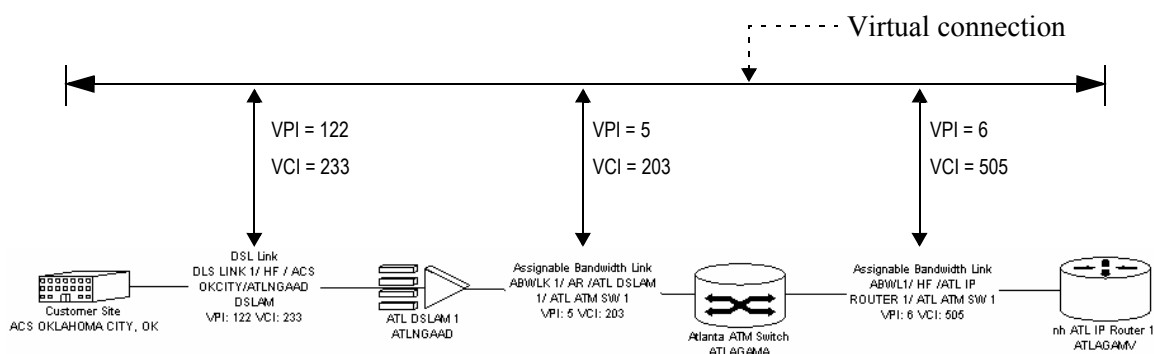 Virtual connection
VPI = 122
VCI = 233
VPI = 5
VCI = 203
VPI = 6
VCI = 505
DSL Link
DLS LINK 1/ HF / ACS
OKCITY/ATLNGAAD
DSLAM
VPI: 122 VCI: 233
Assignable Bandwidth Link
ABWLK 1/ AR /ATL DSLAM
1/ ATL ATM SW 1
VPI: 5 VCI: 203
Assignable Bandwidth Link
ABWL1/ HF /ATL IP
ROUTER 1/ ATL ATM SW 1
VPI: 6 VCI: 505
Customer Site
ACS OKLAHOMA CITY, OK
ATL DSLAM 1
ATLNGAAD
Atlanta ATM Switch
ATLAGAMA
nh ATL IP Router 1
ATLAGAMV